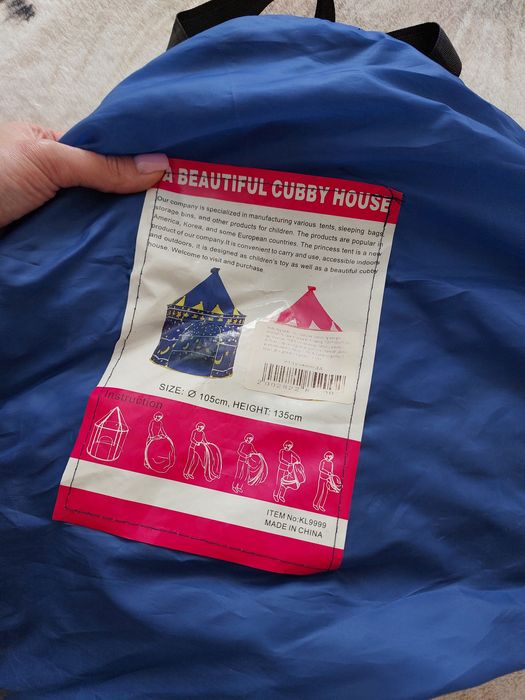 A BEAUTIFUL CUBBY HOUSE
Our company is specialized in manufacturing various tents, sleeping bags
storage bins, and other products for children. The products are popular in
America, Korea, and some European countries. The princess tent is a new
product of our company.It is convenient to carry and use, accessible indoors
and outdoors, it is designed as children's toy as well as a beautiful cubby
house. Welcome to visit and purchase.
SIZE: Ø 105cm, HEIGHT: 135cm
Instruction
ITEM No:KL9999
MADE IN CHINA